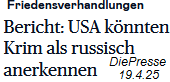 Friedensverhandlungen
Bericht: USA könnten
Krim als russisch
anerkennen DiePresse
19.4.25